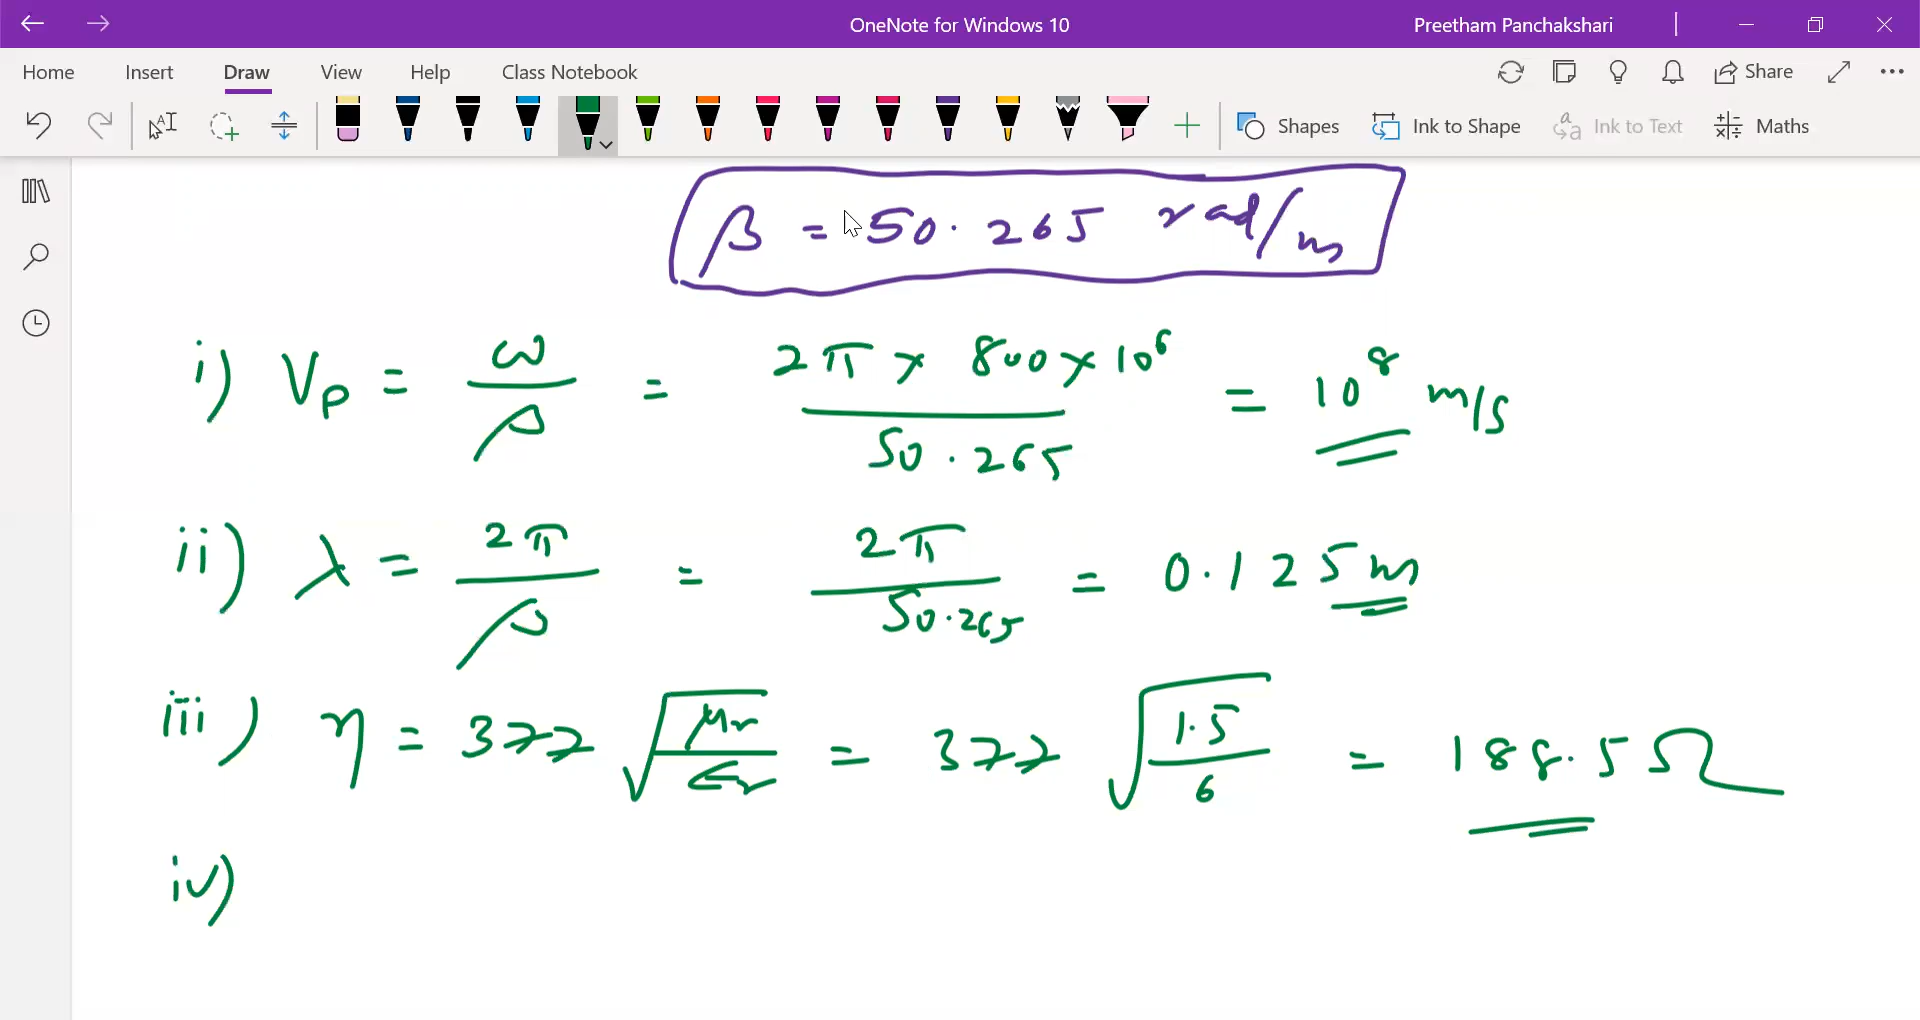 OneNote for Windows 10
Preetham Panchakshari
Home Insert Draw View Help Class Notebook Share
Shapes Ink to Shape Ink to Text Maths
β = 50.265 rad/m
i) Vp = ω/β = 2π × 800 × 10⁶ / 50.265 = 10⁸ m/s
ii) λ = 2π/β = 2π/50.265 = 0.125 m
iii) η = 377 √(μr/εr) = 377 √(1.5/6) = 188.5 Ω
iv)